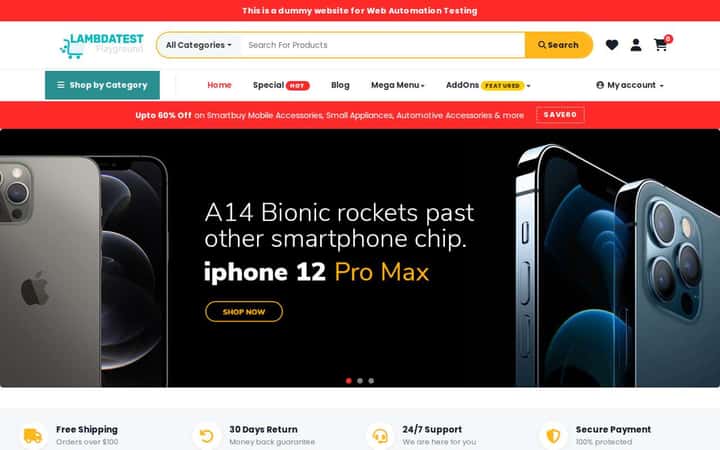 This is a dummy website for Web Automation Testing
LAMBDATEST
Playground
All Categories
Search For Products
Search
0
Shop by Category
Home
Special HOT
Blog
Mega Menu
AddOns FEATURED
My account
Upto 60% Off on Smartbuy Mobile Accessories, Small Appliances, Automotive Accessories & more
SAVE60
A14 Bionic rockets past
other smartphone chip.
iphone 12 Pro Max
SHOP NOW
Free Shipping
Orders over $100
30 Days Return
Money back guarantee
24/7 Support
We are here for you
Secure Payment
100% protected